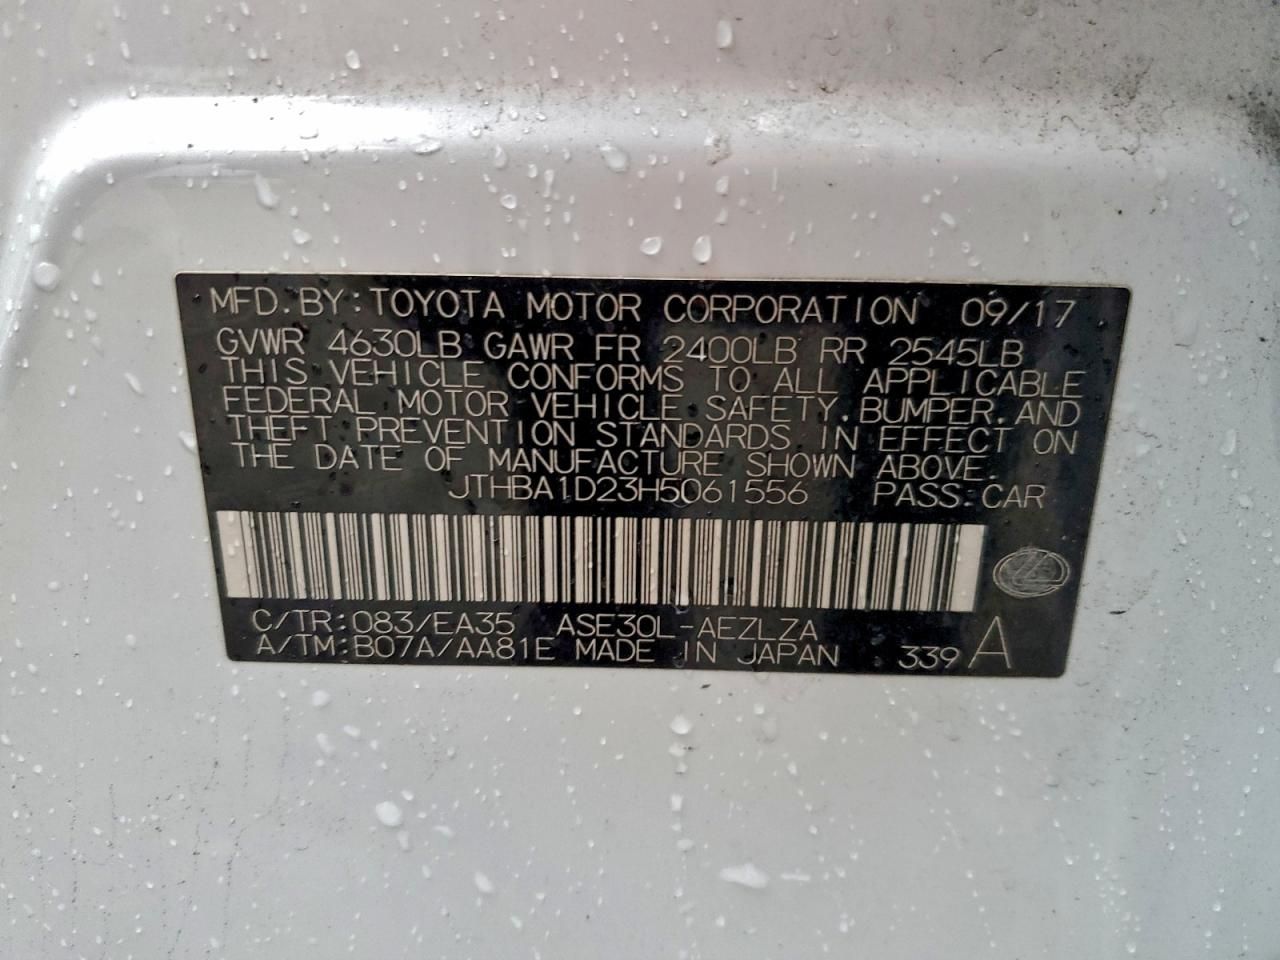 MFD. BY: TOYOTA MOTOR CORPORATION 09/17
GVWR 4630LB GAWR FR 2400LB RR 2545LB
THIS VEHICLE CONFORMS TO ALL APPLICABLE
FEDERAL MOTOR VEHICLE SAFETY, BUMPER, AND
THEFT PREVENTION STANDARDS IN EFFECT ON
THE DATE OF MANUFACTURE SHOWN ABOVE.
JTHBA1D23H5061556 PASS. CAR
C/TR: 083/EA35 ASE30L-AEZLZA
A/TM: B07A/AA81E MADE IN JAPAN 339 A